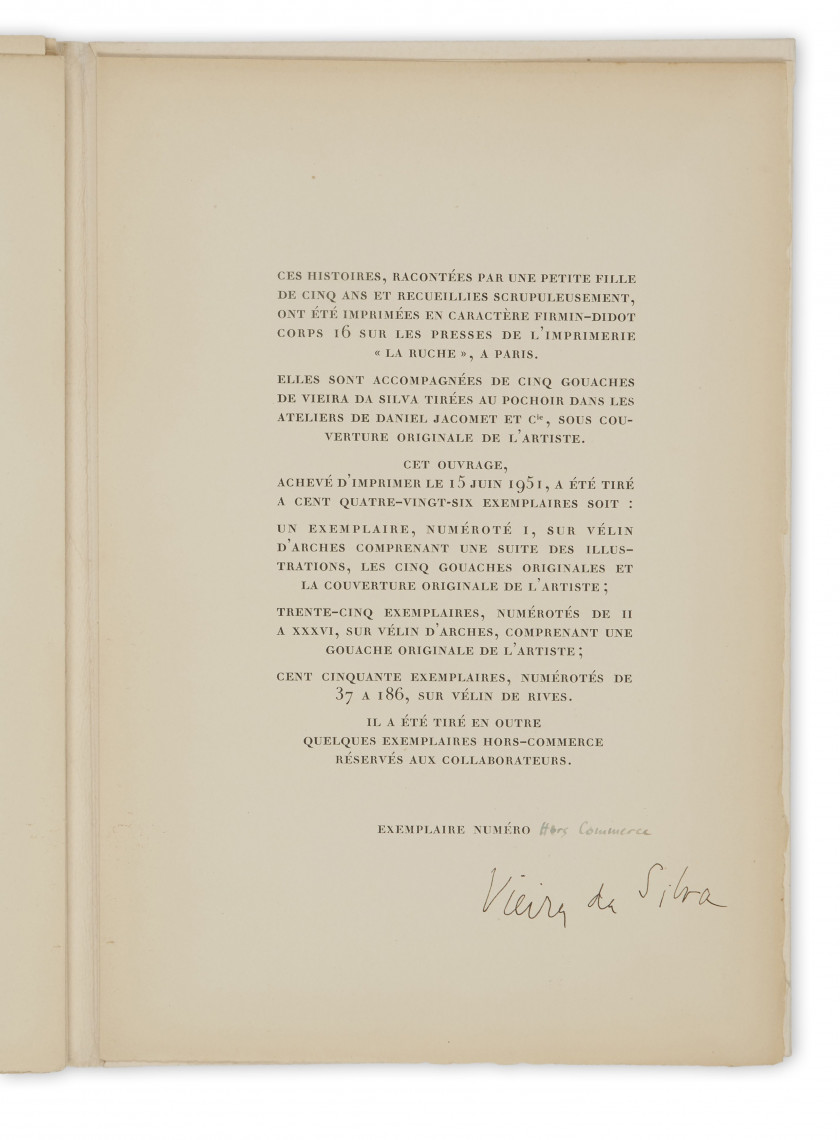 CES HISTOIRES, RACONTÉES PAR UNE PETITE FILLE
DE CINQ ANS ET RECUEILLIES SCRUPULEUSEMENT,
ONT ÉTÉ IMPRIMÉES EN CARACTÈRE FIRMIN–DIDOT
CORPS 16 SUR LES PRESSES DE L'IMPRIMERIE
« LA RUCHE », A PARIS.
ELLES SONT ACCOMPAGNÉES DE CINQ GOUACHES
DE VIEIRA DA SILVA TIRÉES AU POCHOIR DANS LES
ATELIERS DE DANIEL JACOMET ET Cie, SOUS COU–
VERTURE ORIGINALE DE L'ARTISTE.
CET OUVRAGE,
ACHEVÉ D'IMPRIMER LE 15 JUIN 1951, A ÉTÉ TIRÉ
A CENT QUATRE–VINGT-SIX EXEMPLAIRES SOIT :
UN EXEMPLAIRE, NUMÉROTÉ I, SUR VÉLIN
D'ARCHES COMPRENANT UNE SUITE DES ILLUS–
TRATIONS, LES CINQ GOUACHES ORIGINALES ET
LA COUVERTURE ORIGINALE DE L'ARTISTE ;
TRENTE–CINQ EXEMPLAIRES, NUMÉROTÉS DE II
A XXXVI, SUR VÉLIN D'ARCHES, COMPRENANT UNE
GOUACHE ORIGINALE DE L'ARTISTE ;
CENT CINQUANTE EXEMPLAIRES, NUMÉROTÉS DE
37 A 186, SUR VÉLIN DE RIVES.
IL A ÉTÉ TIRÉ EN OUTRE
QUELQUES EXEMPLAIRES HORS–COMMERCE
RÉSERVÉS AUX COLLABORATEURS.
EXEMPLAIRE NUMÉRO Hors Commerce
Vieira da Silva